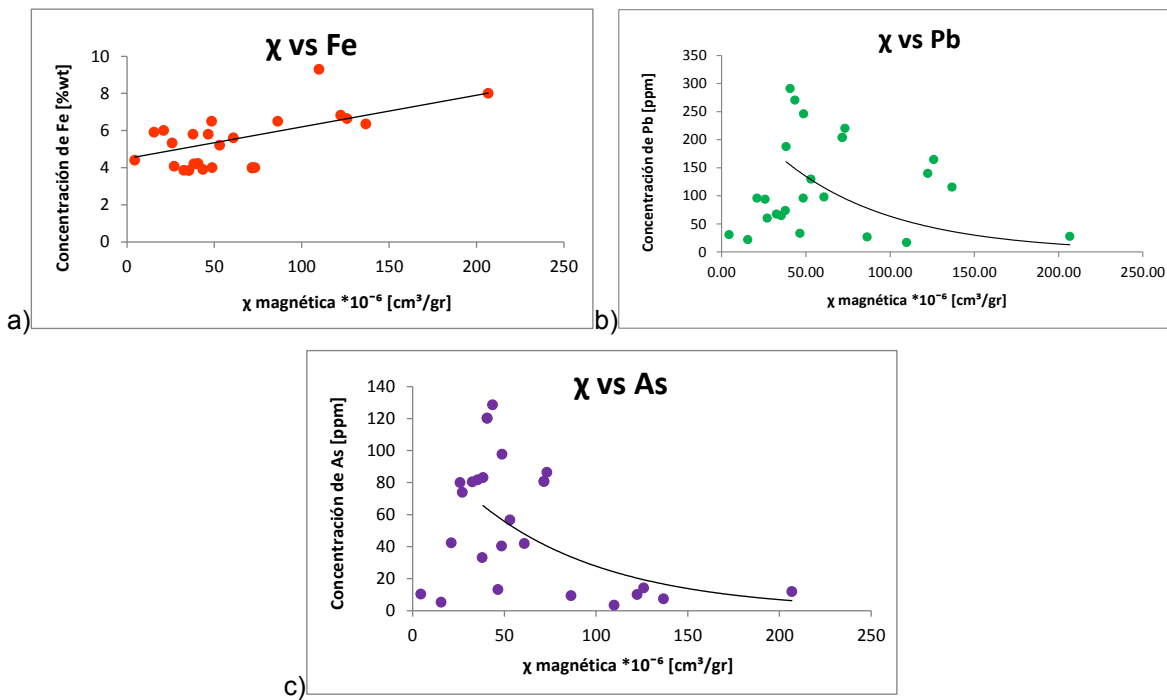 χ vs Fe
Concentración de Fe [%wt]
10
8
6
4
2
0
0 50 100 150 200 250
χ magnética *10⁻⁶ [cm³/gr]
a)
χ vs Pb
Concentración de Pb [ppm]
350
300
250
200
150
100
50
0
0.00 50.00 100.00 150.00 200.00 250.00
χ magnética *10⁻⁶ [cm³/gr]
b)
χ vs As
Concentración de As [ppm]
140
120
100
80
60
40
20
0
0 50 100 150 200 250
χ magnética *10⁻⁶ [cm³/gr]
c)